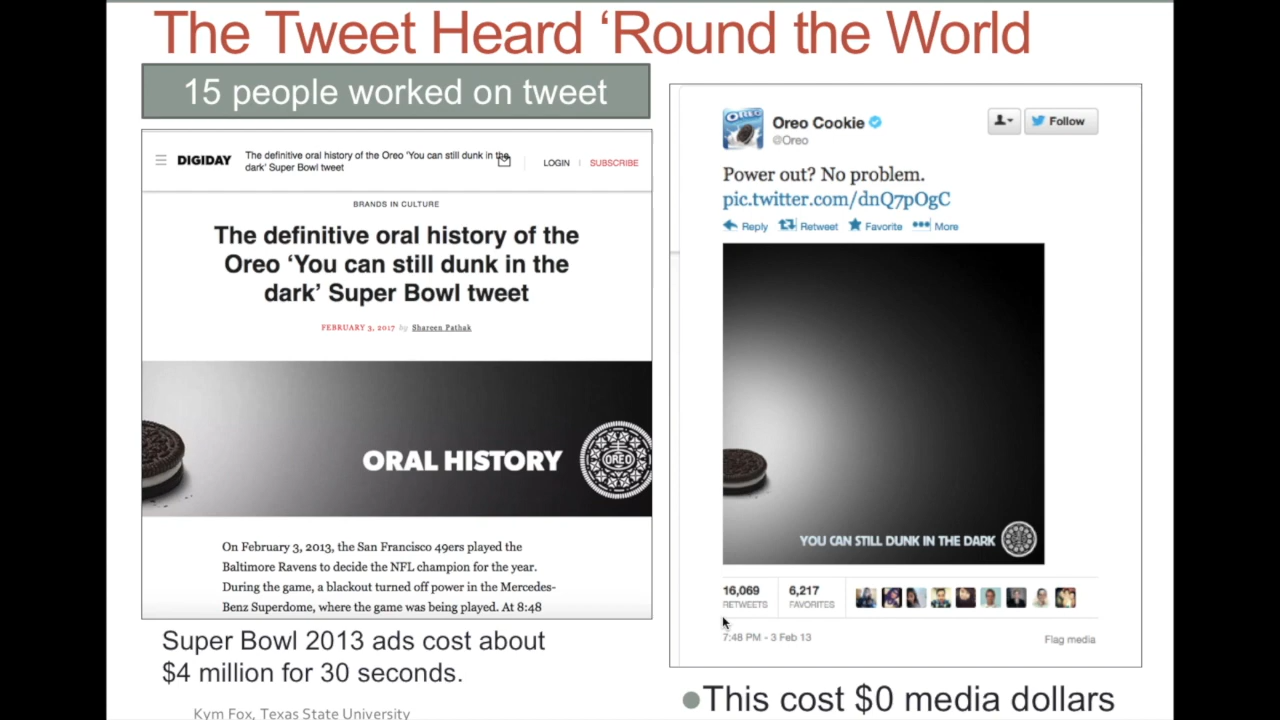 The Tweet Heard ‘Round the World
15 people worked on tweet
DIGIDAY
The definitive oral history of the Oreo 'You can still dunk in the
dark' Super Bowl tweet
LOGIN
SUBSCRIBE
BRANDS IN CULTURE
The definitive oral history of the
Oreo ‘You can still dunk in the
dark’ Super Bowl tweet
FEBRUARY 3, 2017 by Shareen Pathak
ORAL HISTORY
OREO
On February 3, 2013, the San Francisco 49ers played the
Baltimore Ravens to decide the NFL champion for the year.
During the game, a blackout turned off power in the Mercedes-
Benz Superdome, where the game was being played. At 8:48
Super Bowl 2013 ads cost about
$4 million for 30 seconds.
Kym Fox, Texas State University
OREO
Oreo Cookie
@Oreo
Follow
Power out? No problem.
pic.twitter.com/dnQ7pOgC
Reply Retweet Favorite More
YOU CAN STILL DUNK IN THE DARK
16,069
RETWEETS
6,217
FAVORITES
7:48 PM - 3 Feb 13
Flag media
This cost $0 media dollars